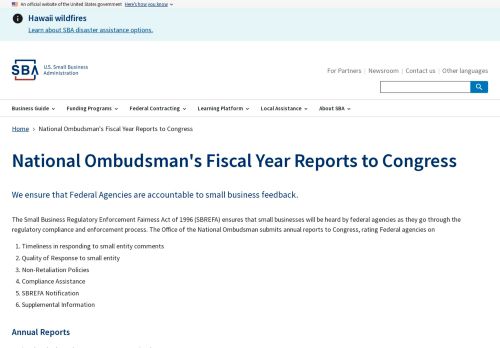 An official website of the United States government Here's how you know
Hawaii wildfires
Learn about SBA disaster assistance options.
SBA
U.S. Small Business
Administration
For Partners Newsroom Contact us Other languages
Business Guide Funding Programs Federal Contracting Learning Platform Local Assistance About SBA
Home National Ombudsman's Fiscal Year Reports to Congress
National Ombudsman's Fiscal Year Reports to Congress
We ensure that Federal Agencies are accountable to small business feedback.
The Small Business Regulatory Enforcement Fairness Act of 1996 (SBREFA) ensures that small businesses will be heard by federal agencies as they go through the
regulatory compliance and enforcement process. The Office of the National Ombudsman submits annual reports to Congress, rating Federal agencies on
1. Timeliness in responding to small entity comments
2. Quality of Response to small entity
3. Non-Retaliation Policies
4. Compliance Assistance
5. SBREFA Notification
6. Supplemental Information
Annual Reports